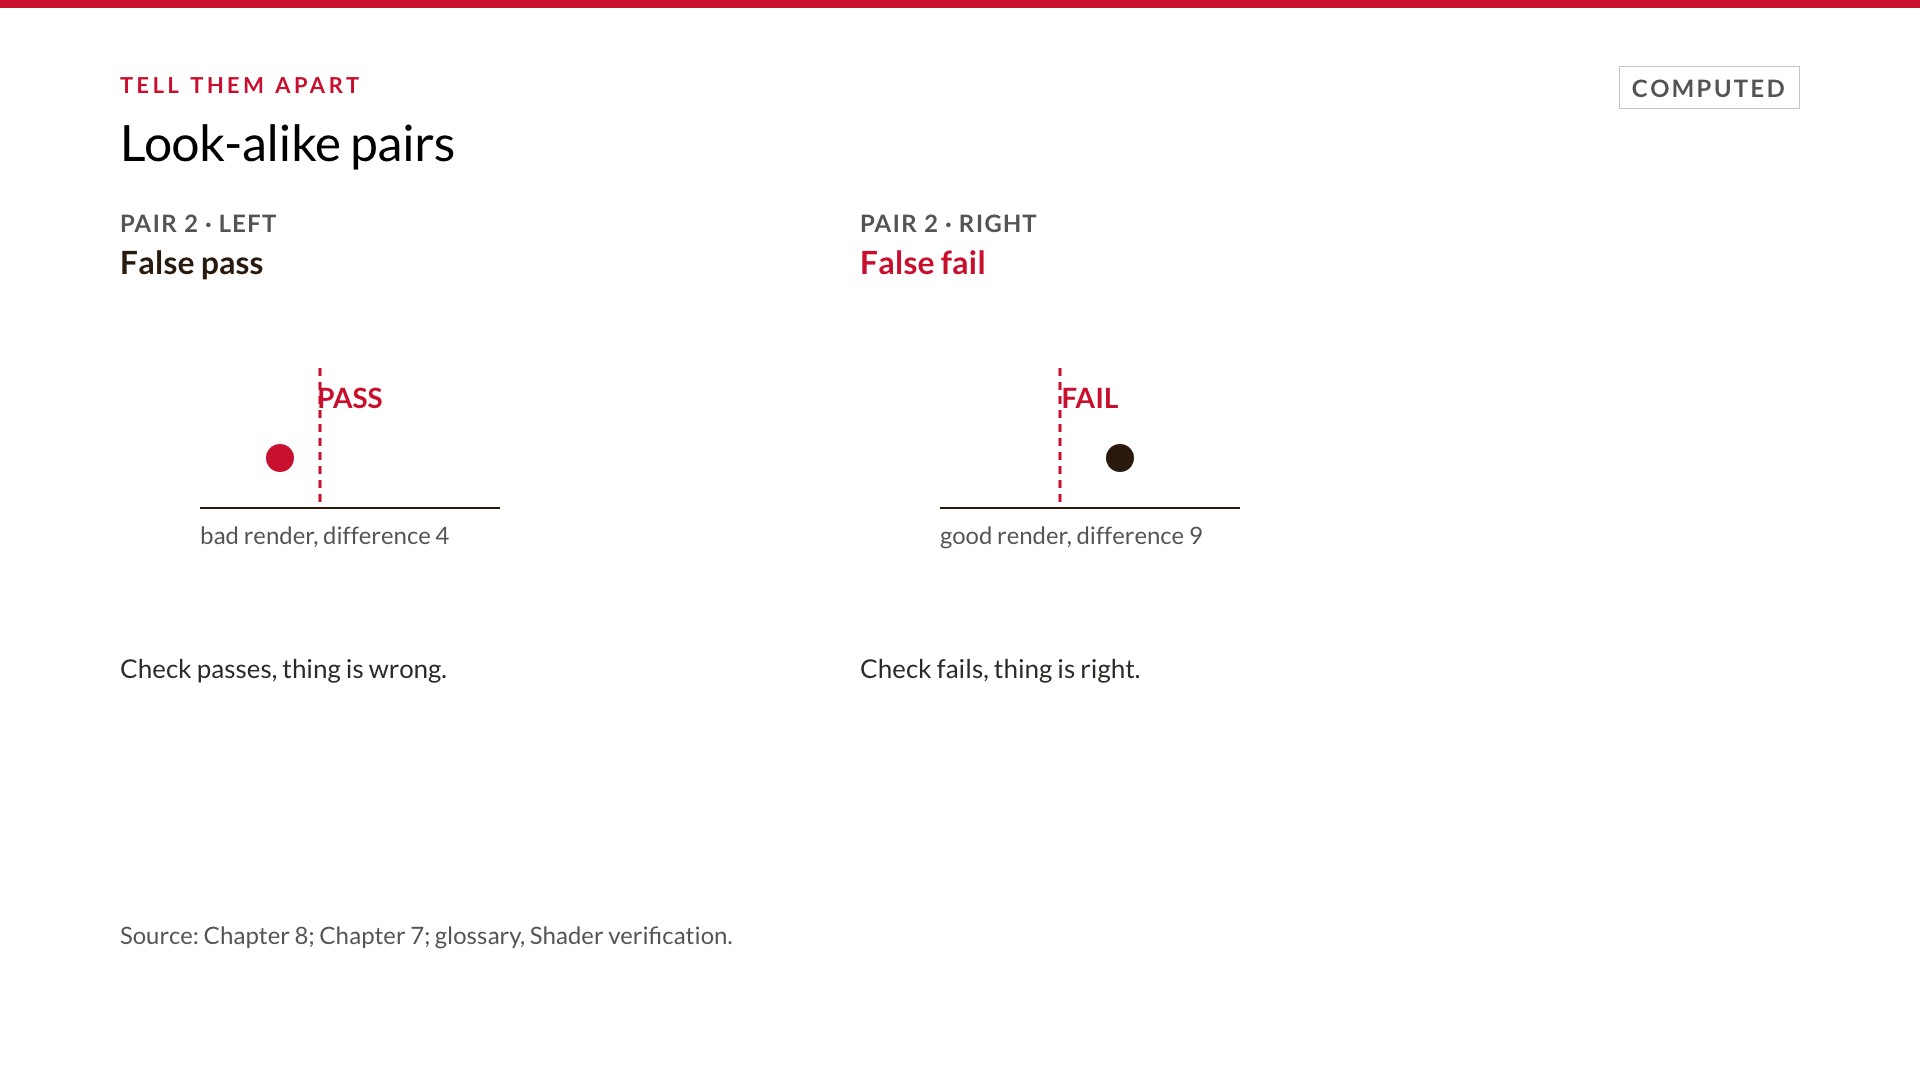 TELL THEM APART
COMPUTED
Look-alike pairs
PAIR 2 · LEFT
False pass
PAIR 2 · RIGHT
False fail
PASS
FAIL
bad render, difference 4
good render, difference 9
Check passes, thing is wrong.
Check fails, thing is right.
Source: Chapter 8; Chapter 7; glossary, Shader verification.